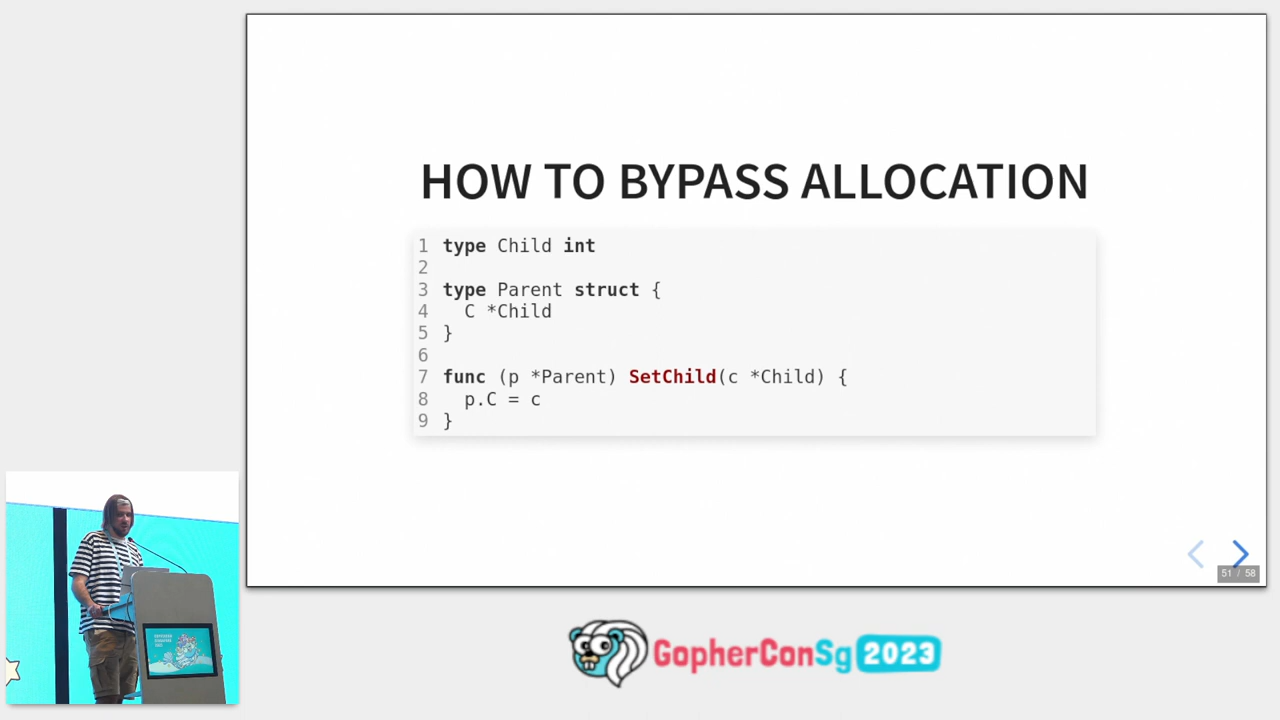 HOW TO BYPASS ALLOCATION
1 type Child int
2
3 type Parent struct {
4   C *Child
5 }
6
7 func (p *Parent) SetChild(c *Child) {
8   p.C = c
9 }
51 / 58
GopherConSg 2023